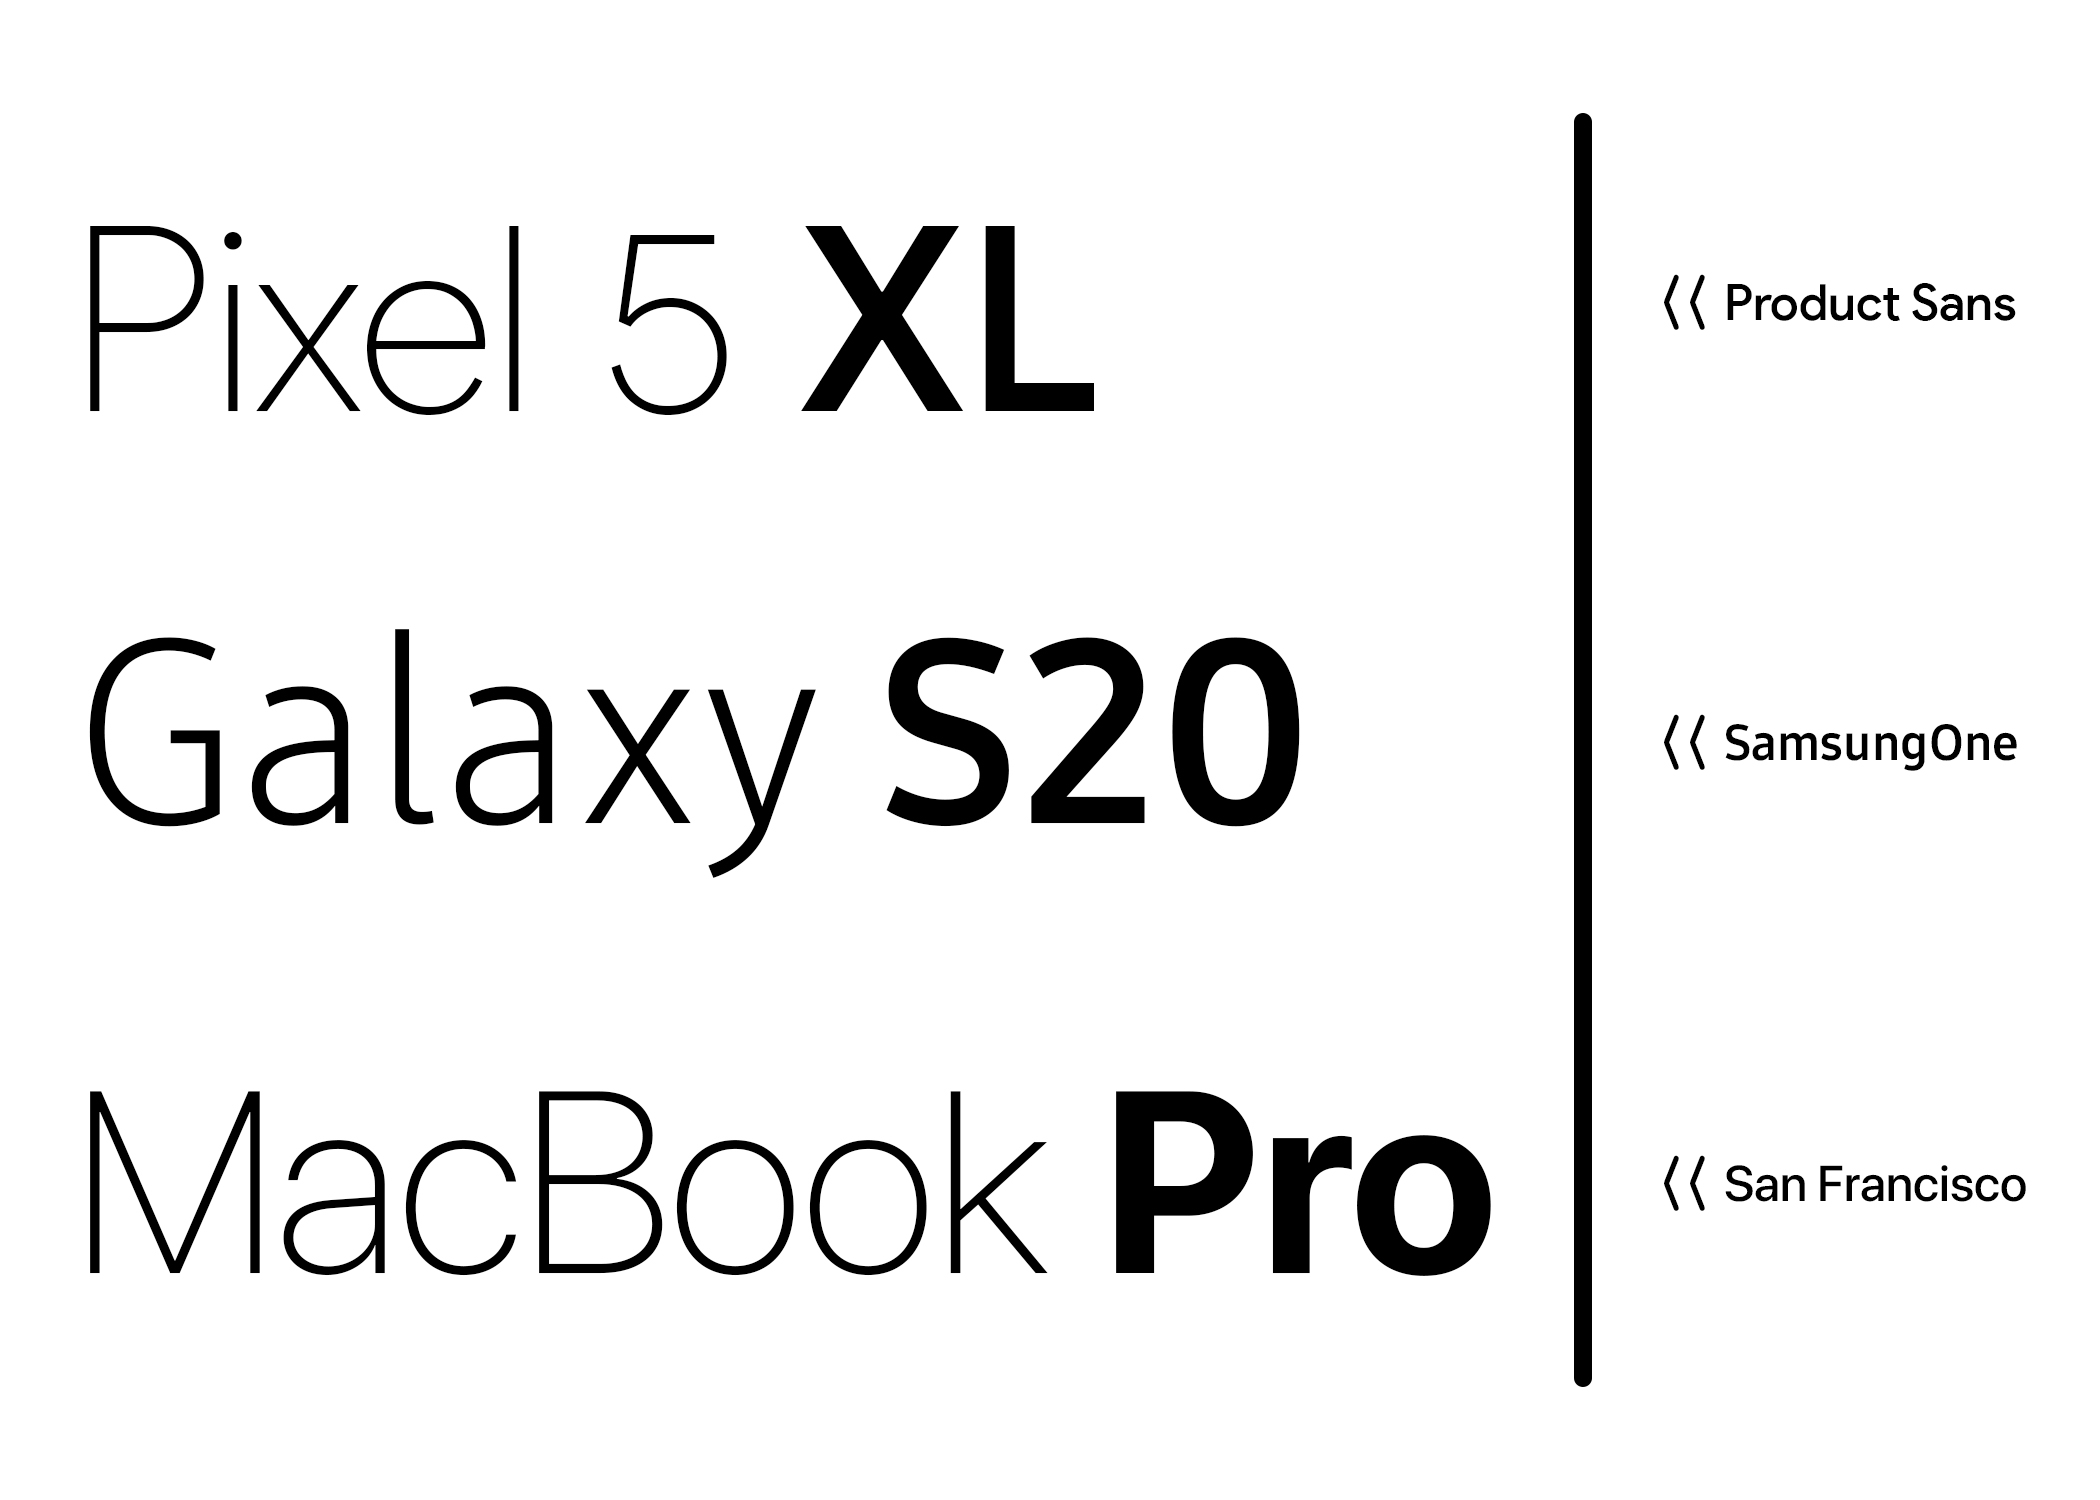 Pixel 5 XL
⟨⟨ Product Sans
Galaxy S20
⟨⟨ SamsungOne
MacBook Pro
⟨⟨ San Francisco